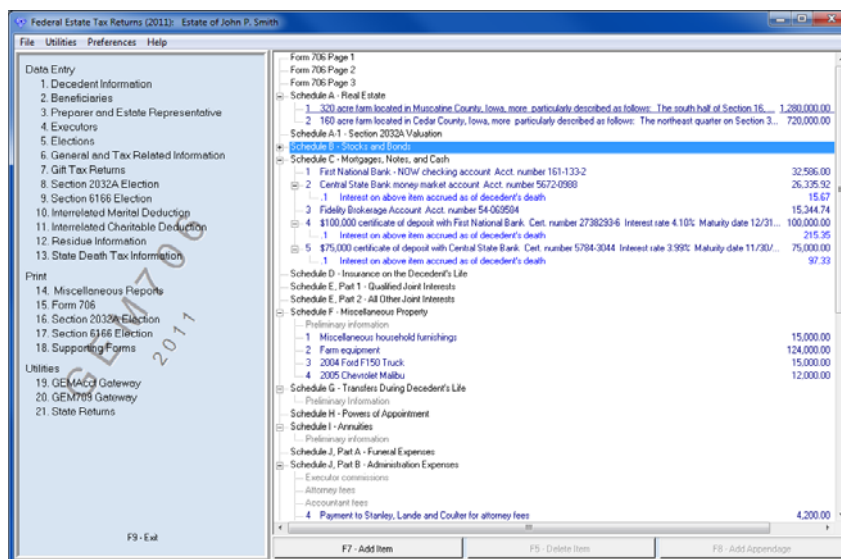 Federal Estate Tax Returns (2011): Estate of John P. Smith
File Utilities Preferences Help
Data Entry
1. Decedent Information
2. Beneficiaries
3. Preparer and Estate Representative
4. Executors
5. Elections
6. General and Tax Related Information
7. Gift Tax Returns
8. Section 2032A Election
9. Section 6166 Election
10. Interrelated Marital Deduction
11. Interrelated Charitable Deduction
12. Residue Information
13. State Death Tax Information
Print
14. Miscellaneous Reports
15. Form 706
16. Section 2032A Election
17. Section 6166 Election
18. Supporting Forms
Utilities
19. GEMAcct Gateway
20. GEM709 Gateway
21. State Returns
GEM706
2011
F9 - Exit
Form 706 Page 1
Form 706 Page 2
Form 706 Page 3
Schedule A - Real Estate
1 320 acre farm located in Muscatine County, Iowa, more particularly described as follows: The south half of Section 16, ... 1,280,000.00
2 160 acre farm located in Cedar County, Iowa, more particularly described as follows: The northeast quarter on Section 3... 720,000.00
Schedule A-1 - Section 2032A Valuation
Schedule B - Stocks and Bonds
Schedule C - Mortgages, Notes, and Cash
1 First National Bank - NOW checking account Acct. number 161-133-2 32,586.00
2 Central State Bank money market account Acct. number 5672-0988 26,335.92
.1 Interest on above item accrued as of decedent's death 15.67
3 Fidelity Brokerage Account Acct. number 54-069584 15,344.74
4 $100,000 certificate of deposit with First National Bank Cert. number 2738293-6 Interest rate 4.10% Maturity date 12/31... 100,000.00
.1 Interest on above item accrued as of decedent's death 215.35
5 $75,000 certificate of deposit with Central State Bank Cert. number 5784-3044 Interest rate 3.99% Maturity date 11/30/... 75,000.00
.1 Interest on above item accrued as of decedent's death 97.33
Schedule D - Insurance on the Decedent's Life
Schedule E, Part 1 - Qualified Joint Interests
Schedule E, Part 2 - All Other Joint Interests
Schedule F - Miscellaneous Property
Preliminary information
1 Miscellaneous household furnishings 15,000.00
2 Farm equipment 124,000.00
3 2004 Ford F150 Truck 15,000.00
4 2005 Chevrolet Malibu 12,000.00
Schedule G - Transfers During Decedent's Life
Preliminary Information
Schedule H - Powers of Appointment
Schedule I - Annuities
Preliminary information
Schedule J, Part A - Funeral Expenses
Schedule J, Part B - Administration Expenses
Executor commissions
Attorney fees
Accountant fees
4 Payment to Stanley, Lande and Coulter for attorney fees 4,200.00
F7 - Add Item
F5 - Delete Item
F8 - Add Appendage